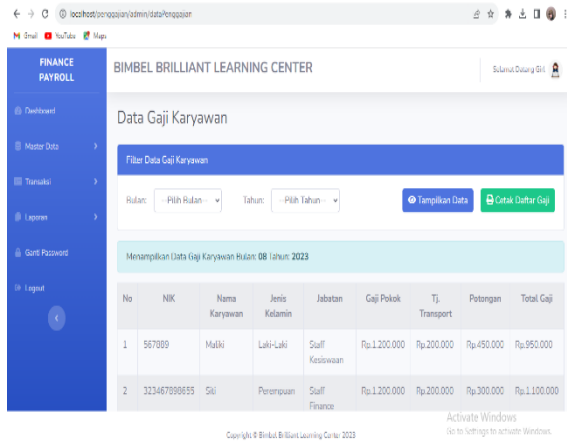 localhost/penggajian/admin/dataPenggajian
Gmail YouTube Maps
FINANCE PAYROLL
BIMBEL BRILLIANT LEARNING CENTER
Selamat Datang Siti
Dashboard
Master Data
Transaksi
Laporan
Ganti Password
Logout
Data Gaji Karyawan
Filter Data Gaji Karyawan
Bulan: --Pilih Bulan-- Tahun: --Pilih Tahun-- Tampilkan Data Cetak Daftar Gaji
Menampilkan Data Gaji Karyawan Bulan: 08 Tahun: 2023
No NIK Nama Karyawan Jenis Kelamin Jabatan Gaji Pokok Tj. Transport Potongan Total Gaji
1 567889 Maliki Laki-Laki Staff Kesiswaan Rp.1.200.000 Rp.200.000 Rp.450.000 Rp.950.000
2 323467898655 Siti Perempuan Staff Finance Rp.1.200.000 Rp.200.000 Rp.300.000 Rp.1.100.000
Activate Windows
Go to Settings to activate Windows.
Copyright © Bimbel Brilliant Learning Center 2023